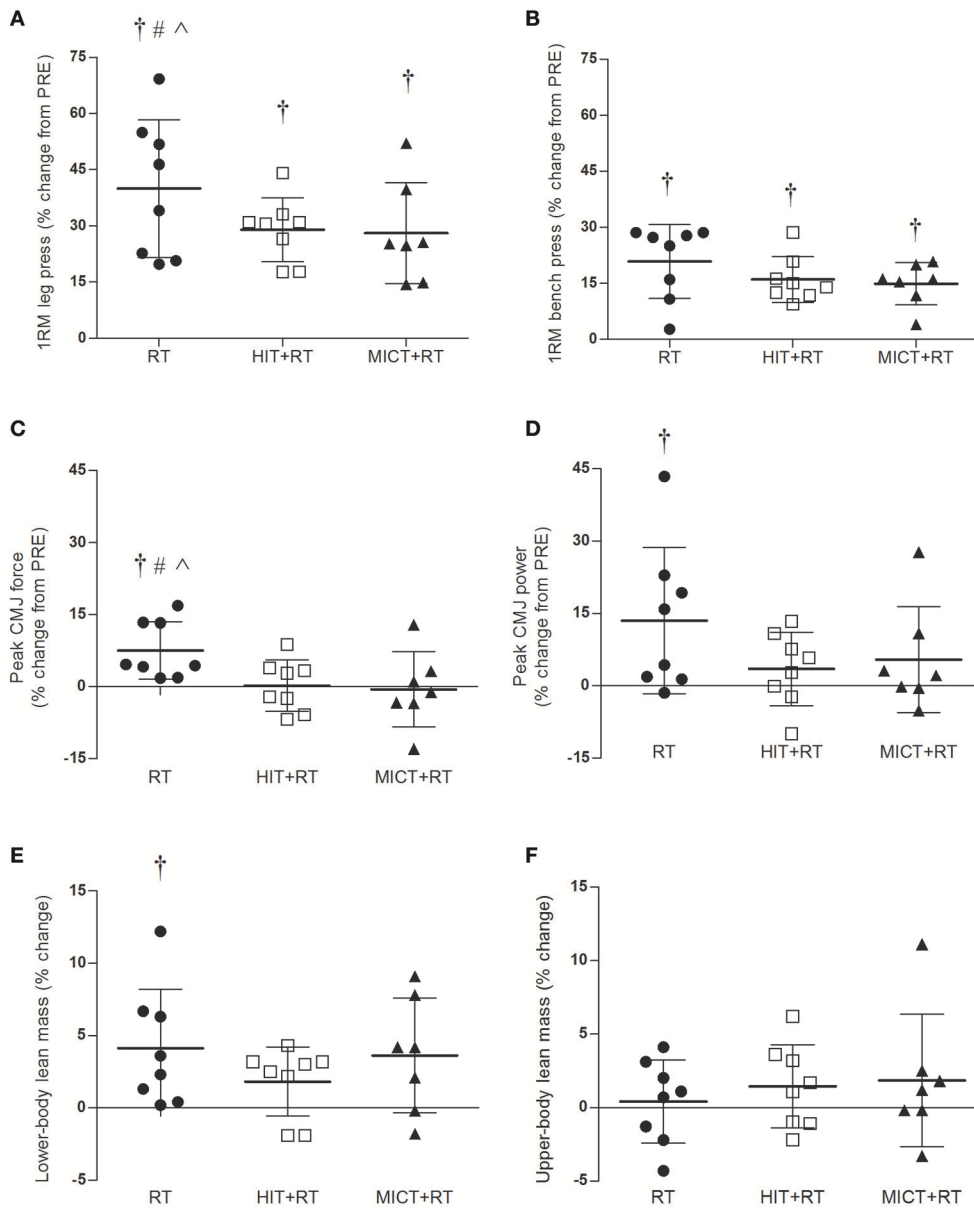 A
† # ^
†
†
1RM leg press (% change from PRE)
75
60
45
30
15
0
RT
HIT+RT
MICT+RT
B
†
†
†
1RM bench press (% change from PRE)
75
60
45
30
15
0
RT
HIT+RT
MICT+RT
C
† # ^
Peak CMJ force
(% change from PRE)
45
30
15
0
-15
RT
HIT+RT
MICT+RT
D
†
Peak CMJ power
(% change from PRE)
45
30
15
0
-15
RT
HIT+RT
MICT+RT
E
†
Lower-body lean mass (% change)
15
10
5
0
-5
RT
HIT+RT
MICT+RT
F
Upper-body lean mass (% change)
15
10
5
0
-5
RT
HIT+RT
MICT+RT